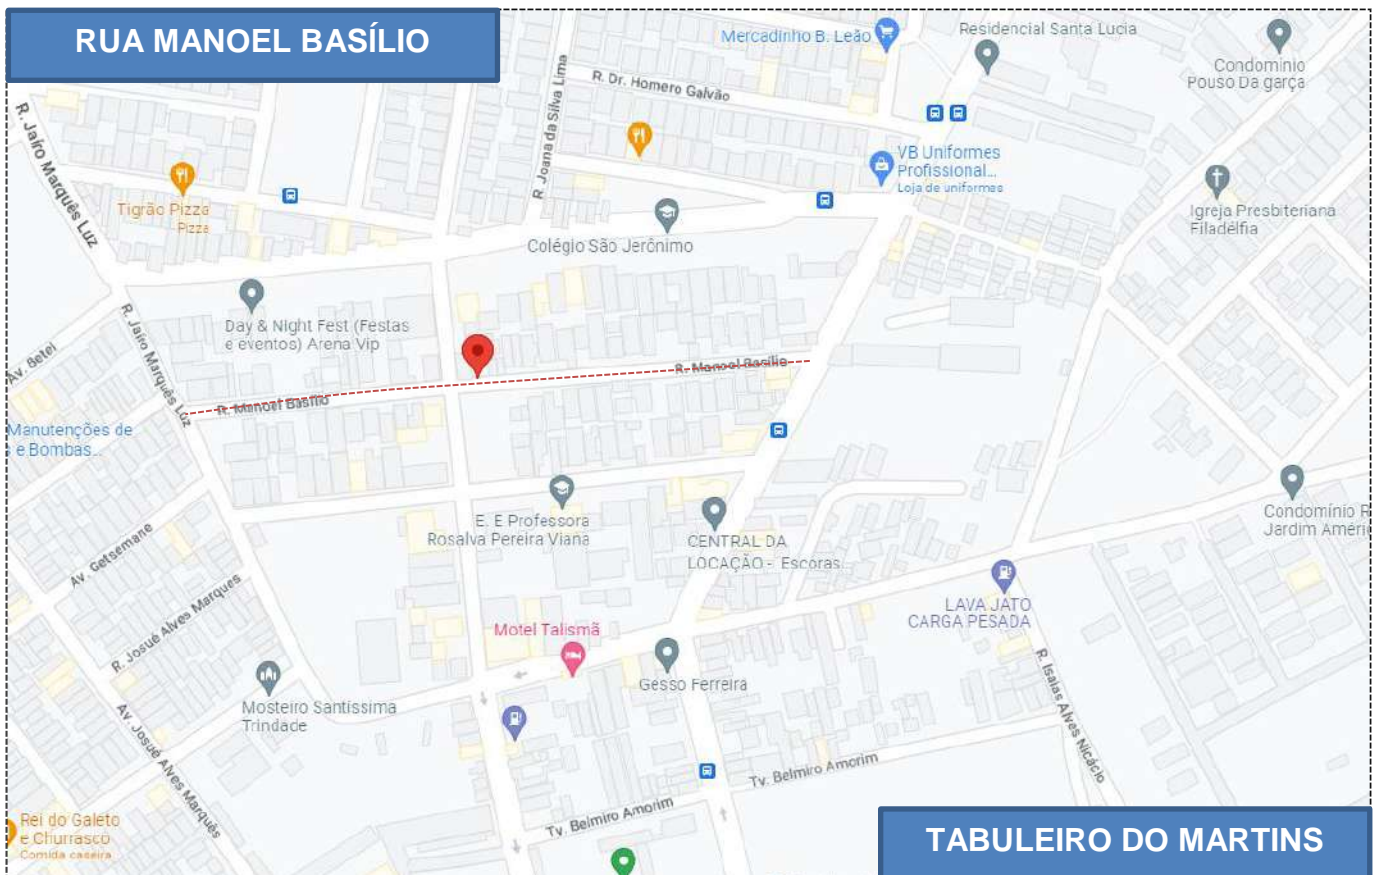 RUA MANOEL BASÍLIO
Mercadinho B. Leão
Residencial Santa Lucia
Condomínio
Pouso Da garça
R. Dr. Homero Galvão
R. Joana da Silva Lima
R. Jairo Marquês Luz
VB Uniformes
Profissional...
Loja de uniformes
Tigrão Pizza
Pizza
Igreja Presbiteriana
Filadélfia
Colégio São Jerônimo
Day & Night Fest (Festas
e eventos) Arena Vip
R. Jairo Marquês Luz
Av. Betel
R. Manoel Basílio
R. Manoel Basílio
Manutenções de
e Bombas...
E. E Professora
Rosalva Pereira Viana
CENTRAL DA
LOCAÇÃO - Escoras...
Condomínio R
Jardim Améri
Av. Getsemane
R. Josué Alves Marques
LAVA JATO
CARGA PESADA
Motel Talismã
Gesso Ferreira
R. Isaias Alves Nicácio
Mosteiro Santíssima
Trindade
Av. Josué Alves Marquês
Tv. Belmiro Amorim
Tv. Belmiro Amorim
Rei do Galeto
e Churrasco
Comida caseira
TABULEIRO DO MARTINS